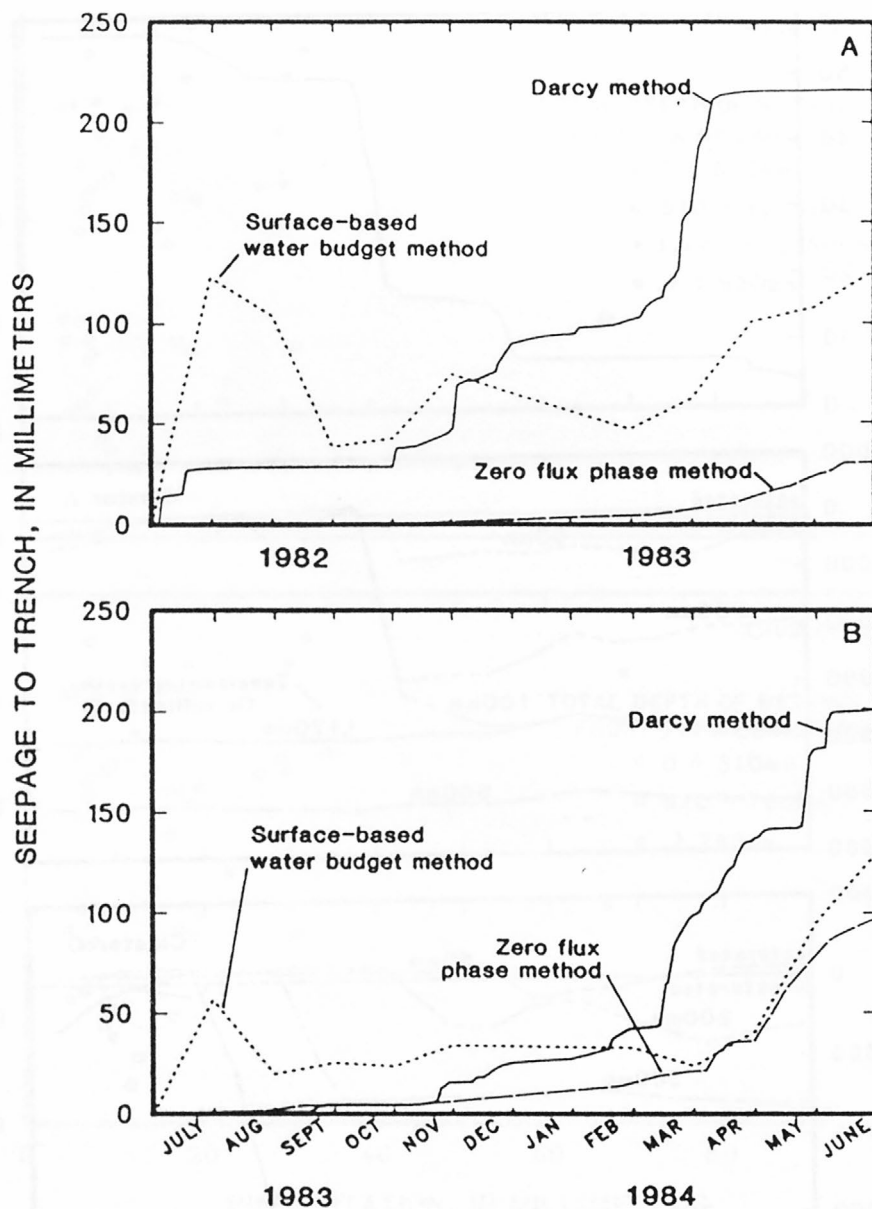 SEEPAGE TO TRENCH, IN MILLIMETERS
A
250
200
150
100
50
0
Darcy method
Surface-based
water budget method
Zero flux phase method
1982
1983
B
250
200
150
100
50
0
Darcy method
Surface-based
water budget method
Zero flux
phase method
JULY
AUG
SEPT
OCT
NOV
DEC
JAN
FEB
MAR
APR
MAY
JUNE
1983
1984